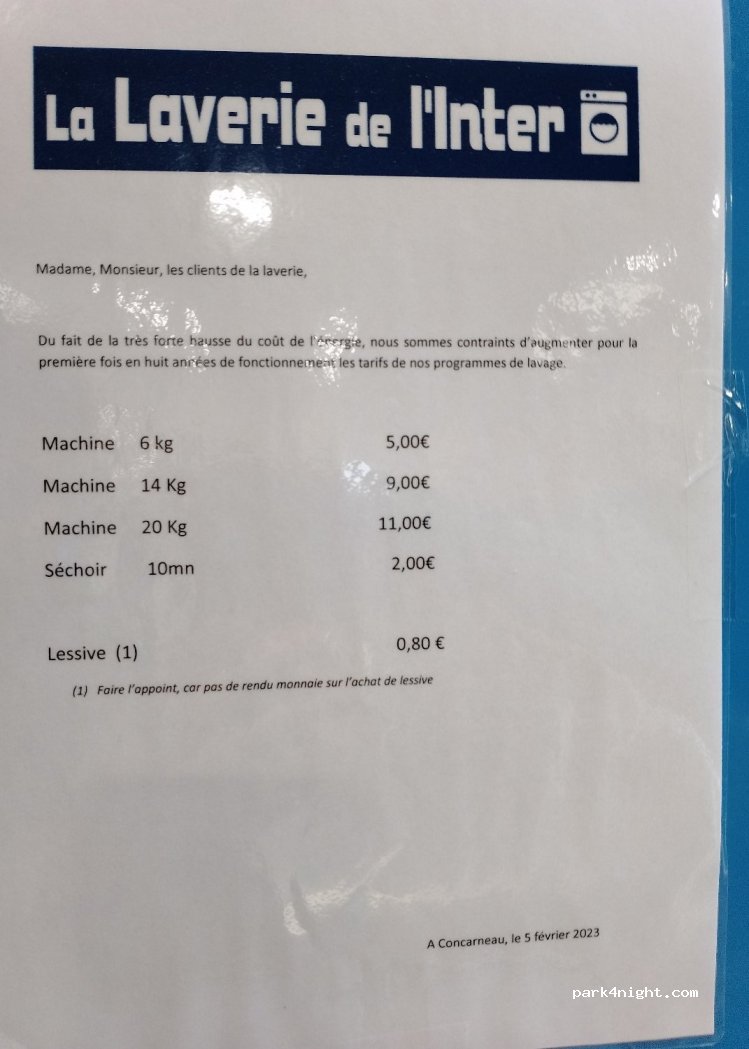 La Laverie de l'Inter
Madame, Monsieur, les clients de la laverie,
Du fait de la très forte hausse du coût de l'énergie, nous sommes contraints d'augmenter pour la
première fois en huit années de fonctionnement les tarifs de nos programmes de lavage.
Machine 6 kg 5,00€
Machine 14 Kg 9,00€
Machine 20 Kg 11,00€
Séchoir 10mn 2,00€
Lessive (1) 0,80 €
(1) Faire l'appoint, car pas de rendu monnaie sur l'achat de lessive
A Concarneau, le 5 février 2023
park4night.com